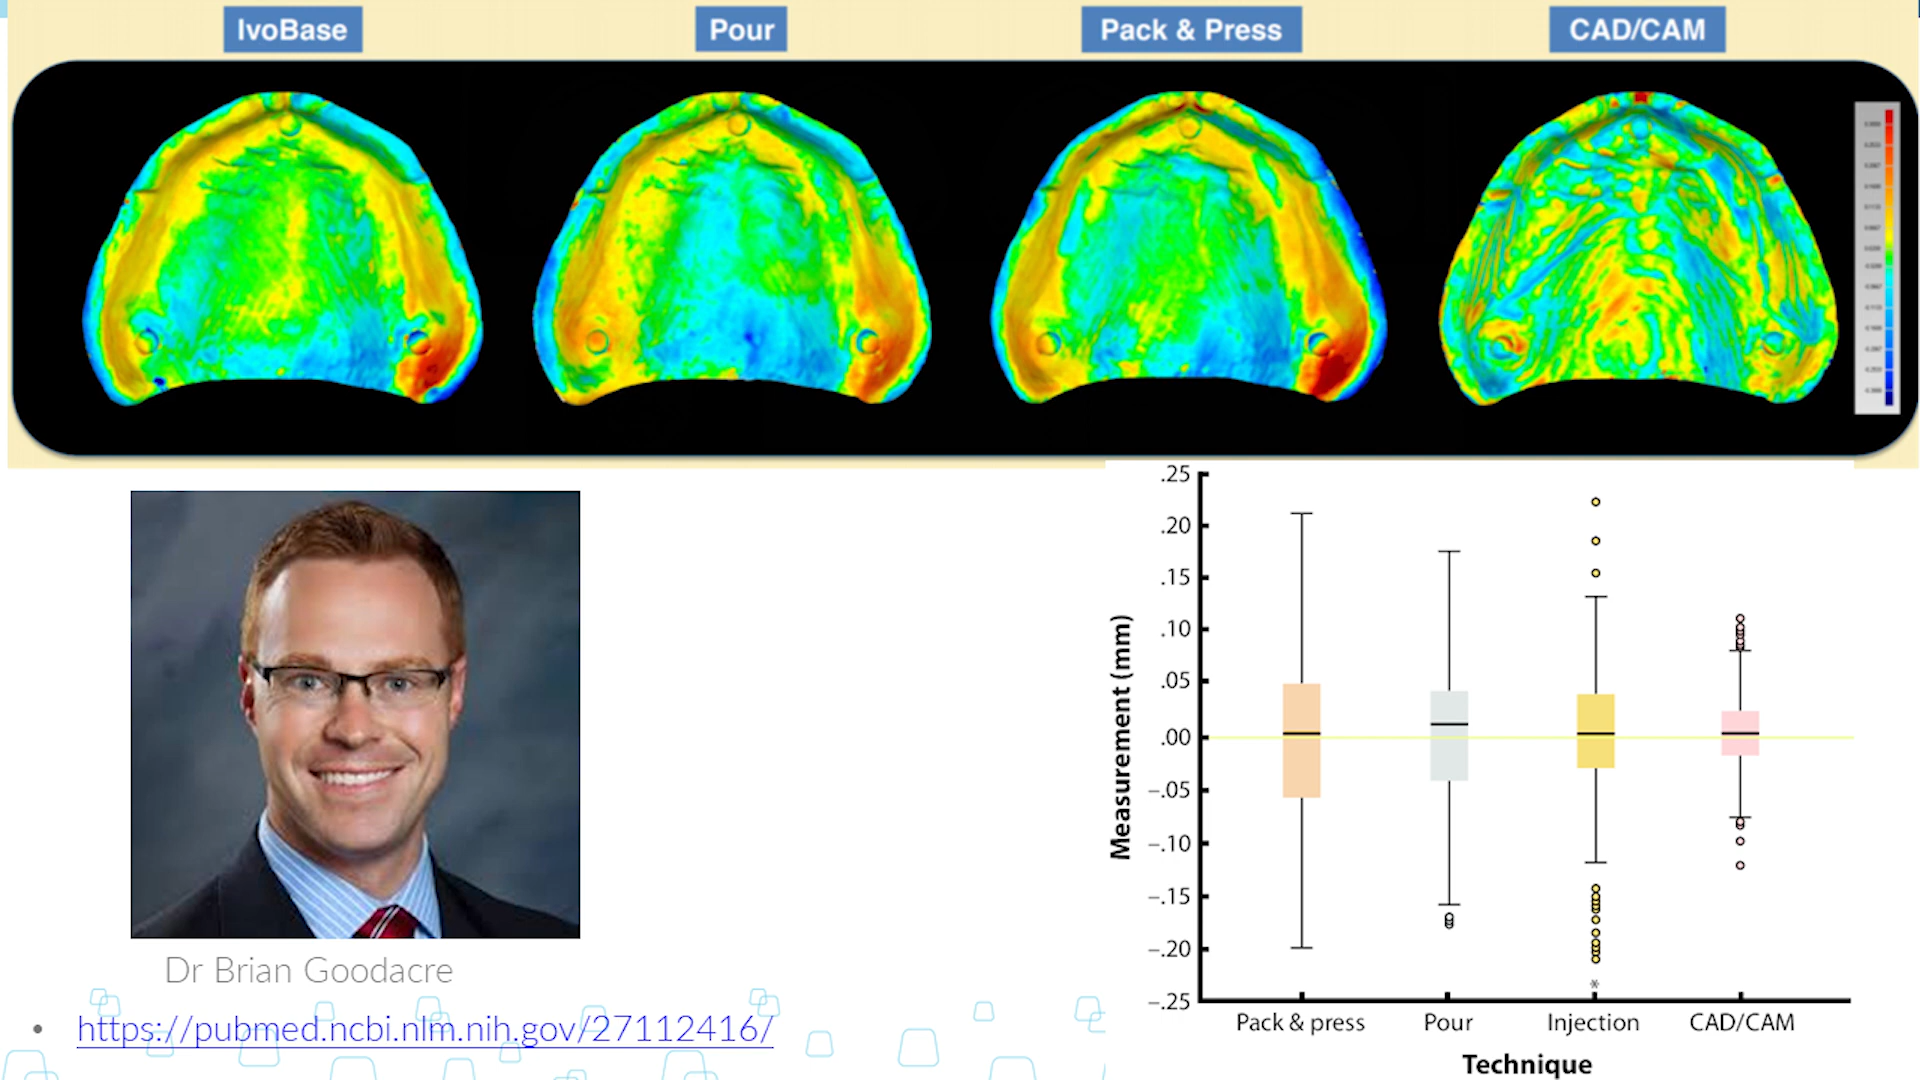 IvoBase
Pour
Pack & Press
CAD/CAM
Dr Brian Goodacre
• https://pubmed.ncbi.nlm.nih.gov/27112416/
Measurement (mm)
.25
.20
.15
.10
.05
.00
–.05
–.10
–.15
–.20
–.25
*
Pack & press
Pour
Injection
CAD/CAM
Technique